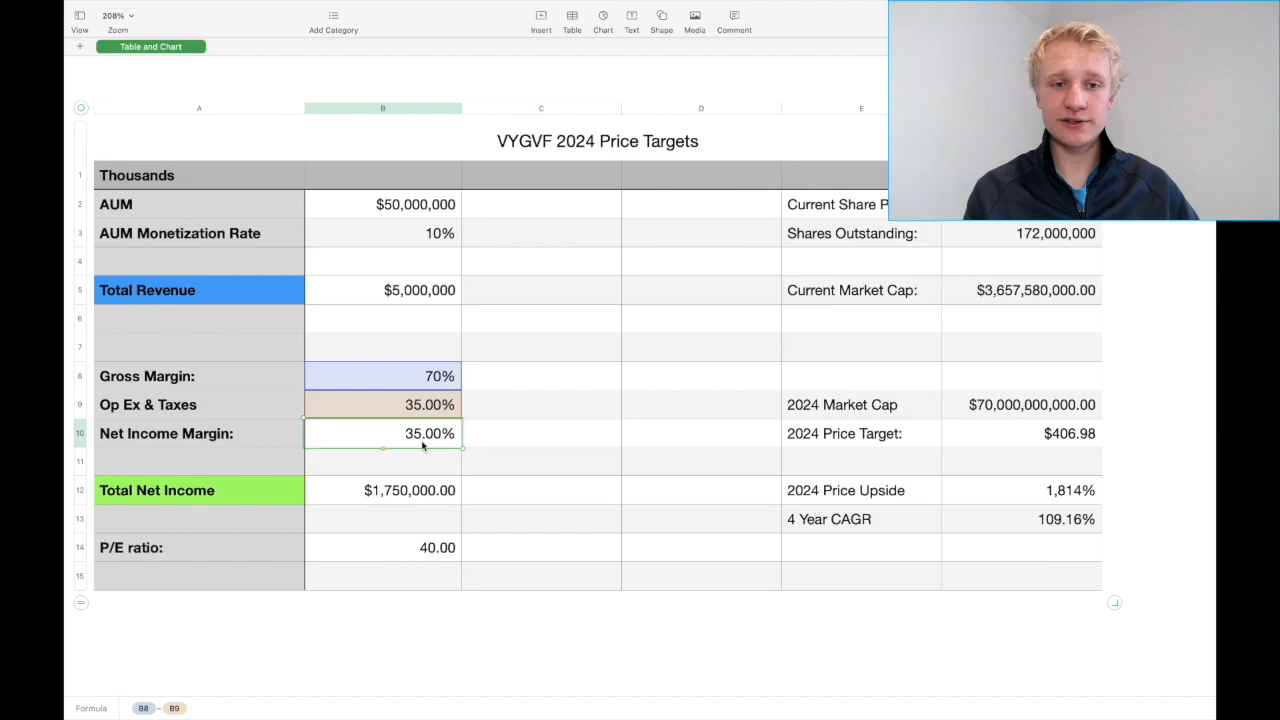 208%
View
Zoom
Add Category
Insert
Table
Chart
Text
Shape
Media
Comment
+
Table and Chart
A
B
C
D
E
VYGVF 2024 Price Targets
1
Thousands
2
AUM
$50,000,000
Current Share P
3
AUM Monetization Rate
10%
Shares Outstanding:
172,000,000
4
5
Total Revenue
$5,000,000
Current Market Cap:
$3,657,580,000.00
6
7
8
Gross Margin:
70%
9
Op Ex & Taxes
35.00%
2024 Market Cap
$70,000,000,000.00
10
Net Income Margin:
35.00%
2024 Price Target:
$406.98
11
12
Total Net Income
$1,750,000.00
2024 Price Upside
1,814%
13
4 Year CAGR
109.16%
14
P/E ratio:
40.00
15
Formula
B8 – B9